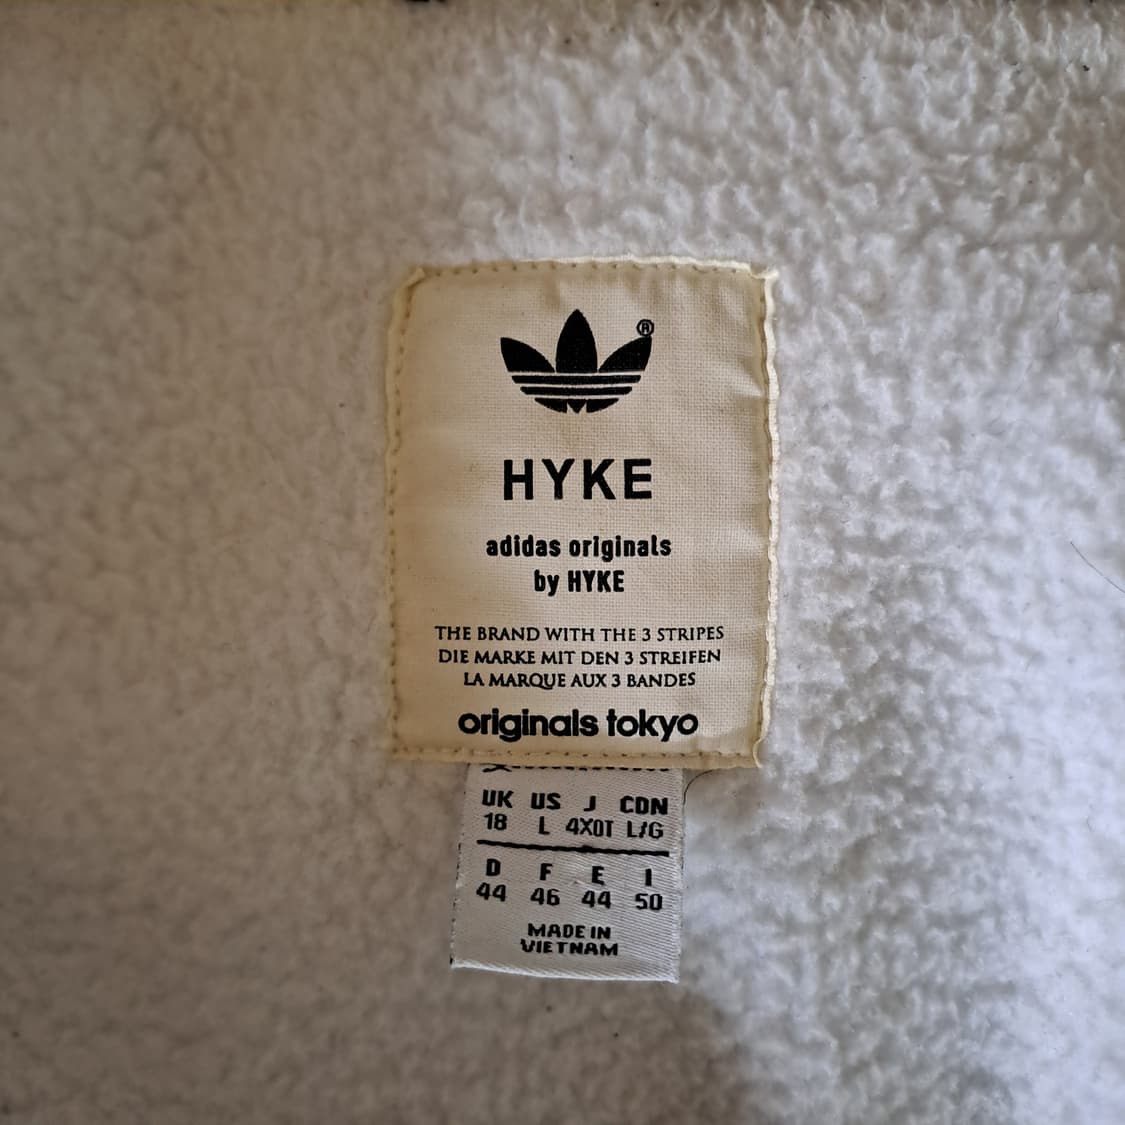 ®
HYKE
adidas originals
by HYKE
THE BRAND WITH THE 3 STRIPES
DIE MARKE MIT DEN 3 STREIFEN
LA MARQUE AUX 3 BANDES
originals tokyo
UK US J CDN
18 L 4XOT L/G
D F E I
44 46 44 50
MADE IN
VIETNAM